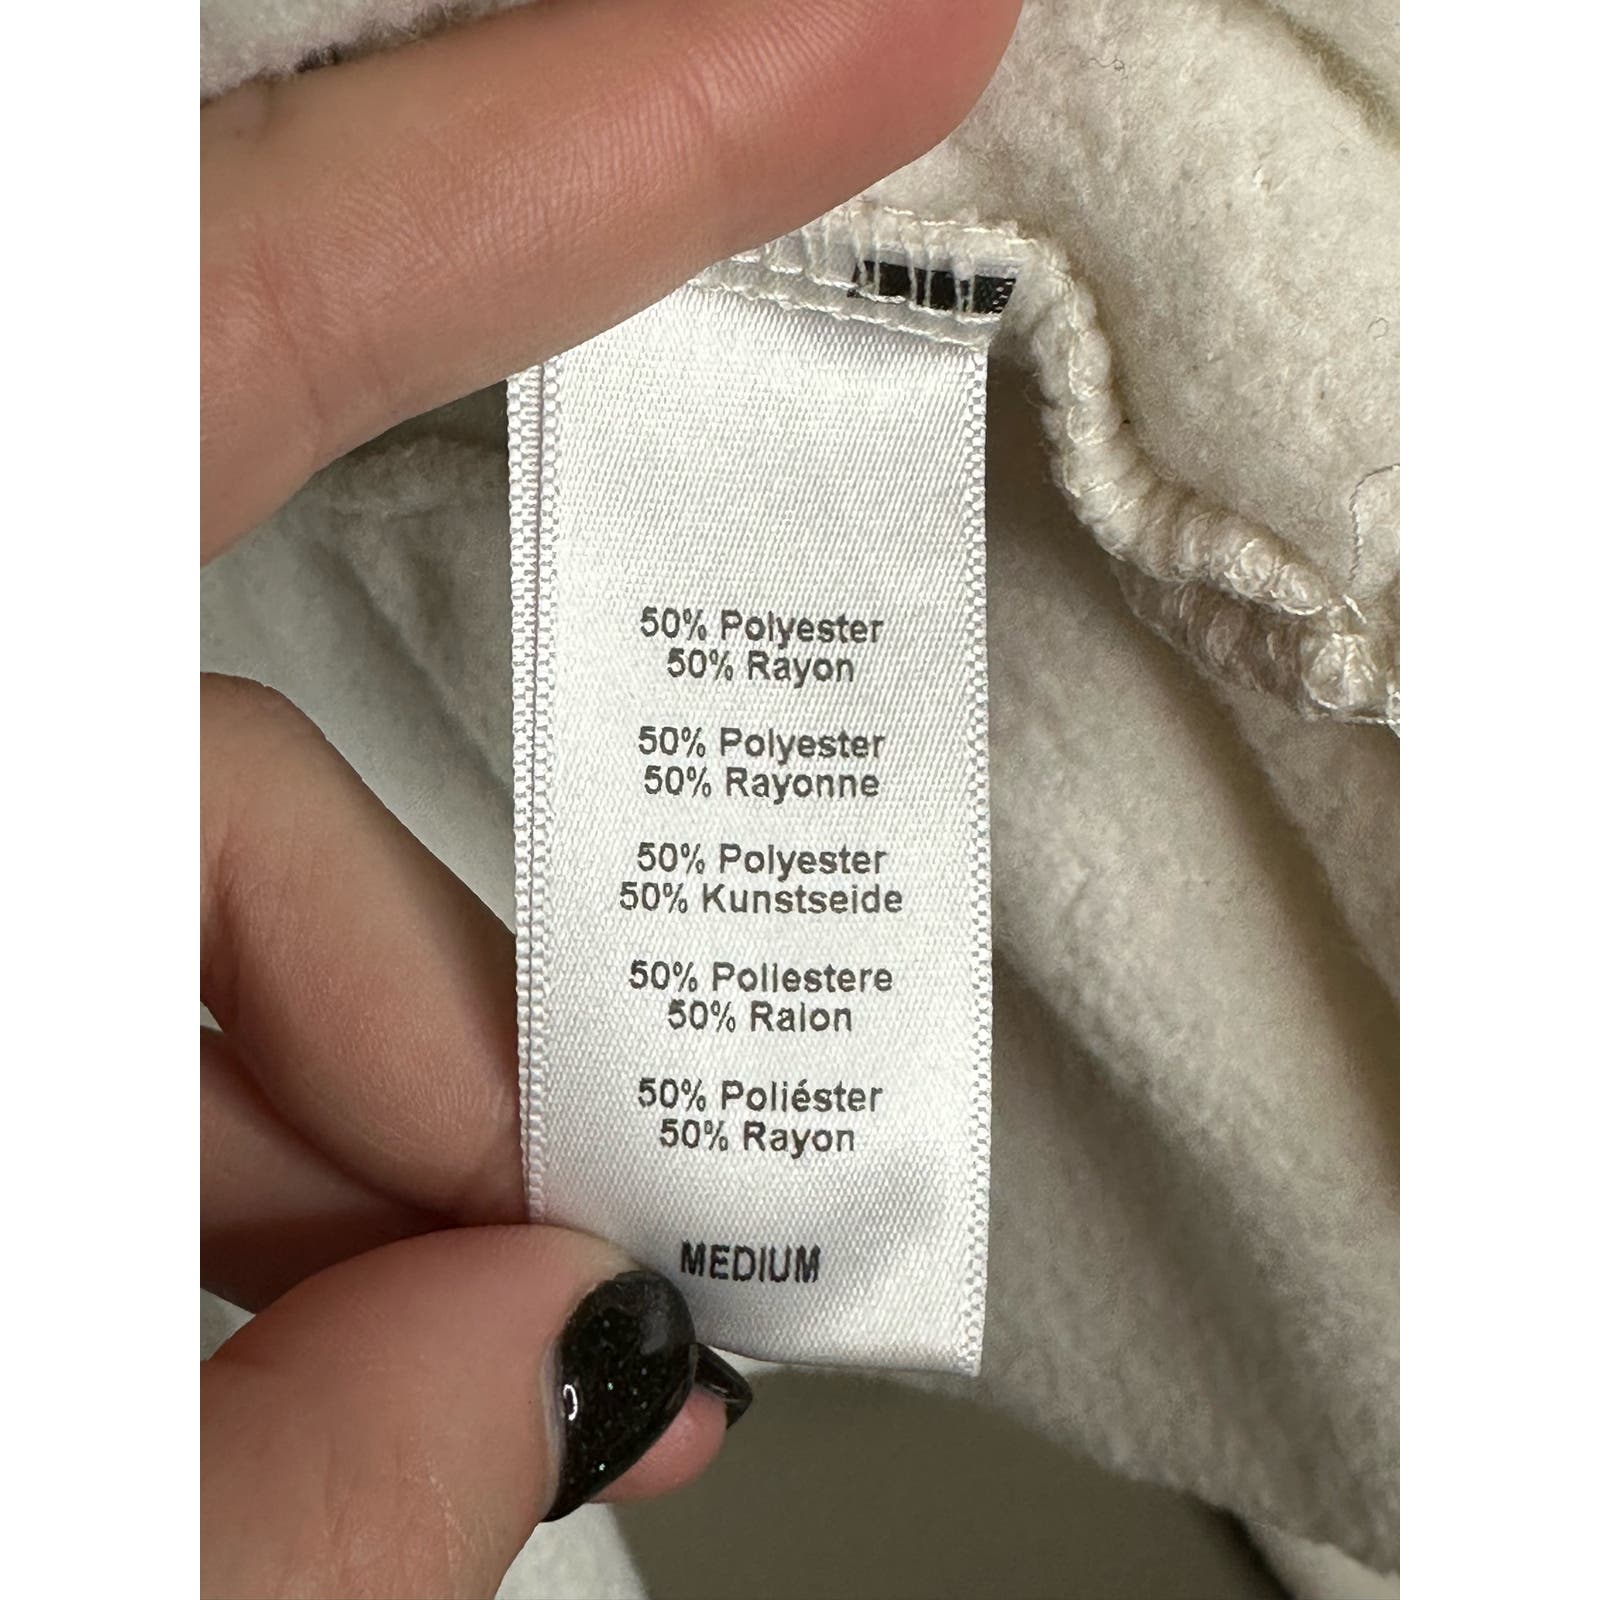 50% Polyester
50% Rayon
50% Polyester
50% Rayonne
50% Polyester
50% Kunstseide
50% Poliestere
50% Raion
50% Poliéster
50% Rayon
MEDIUM